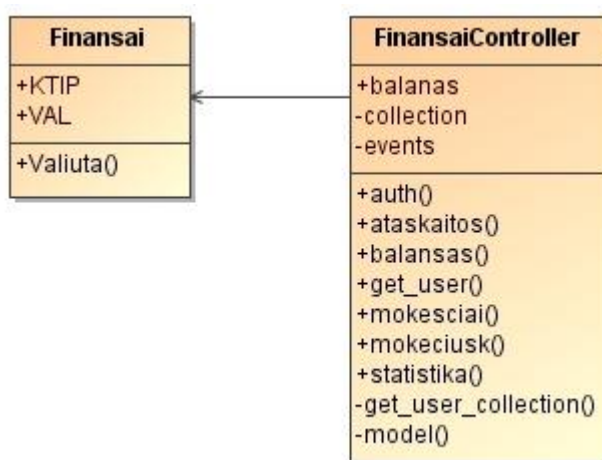 Finansai
+KTIP
+VAL
+Valiuta()
FinansaiController
+balanas
-collection
-events
+auth()
+ataskaitos()
+balansas()
+get_user()
+mokesciai()
+mokeciusk()
+statistika()
-get_user_collection()
-model()